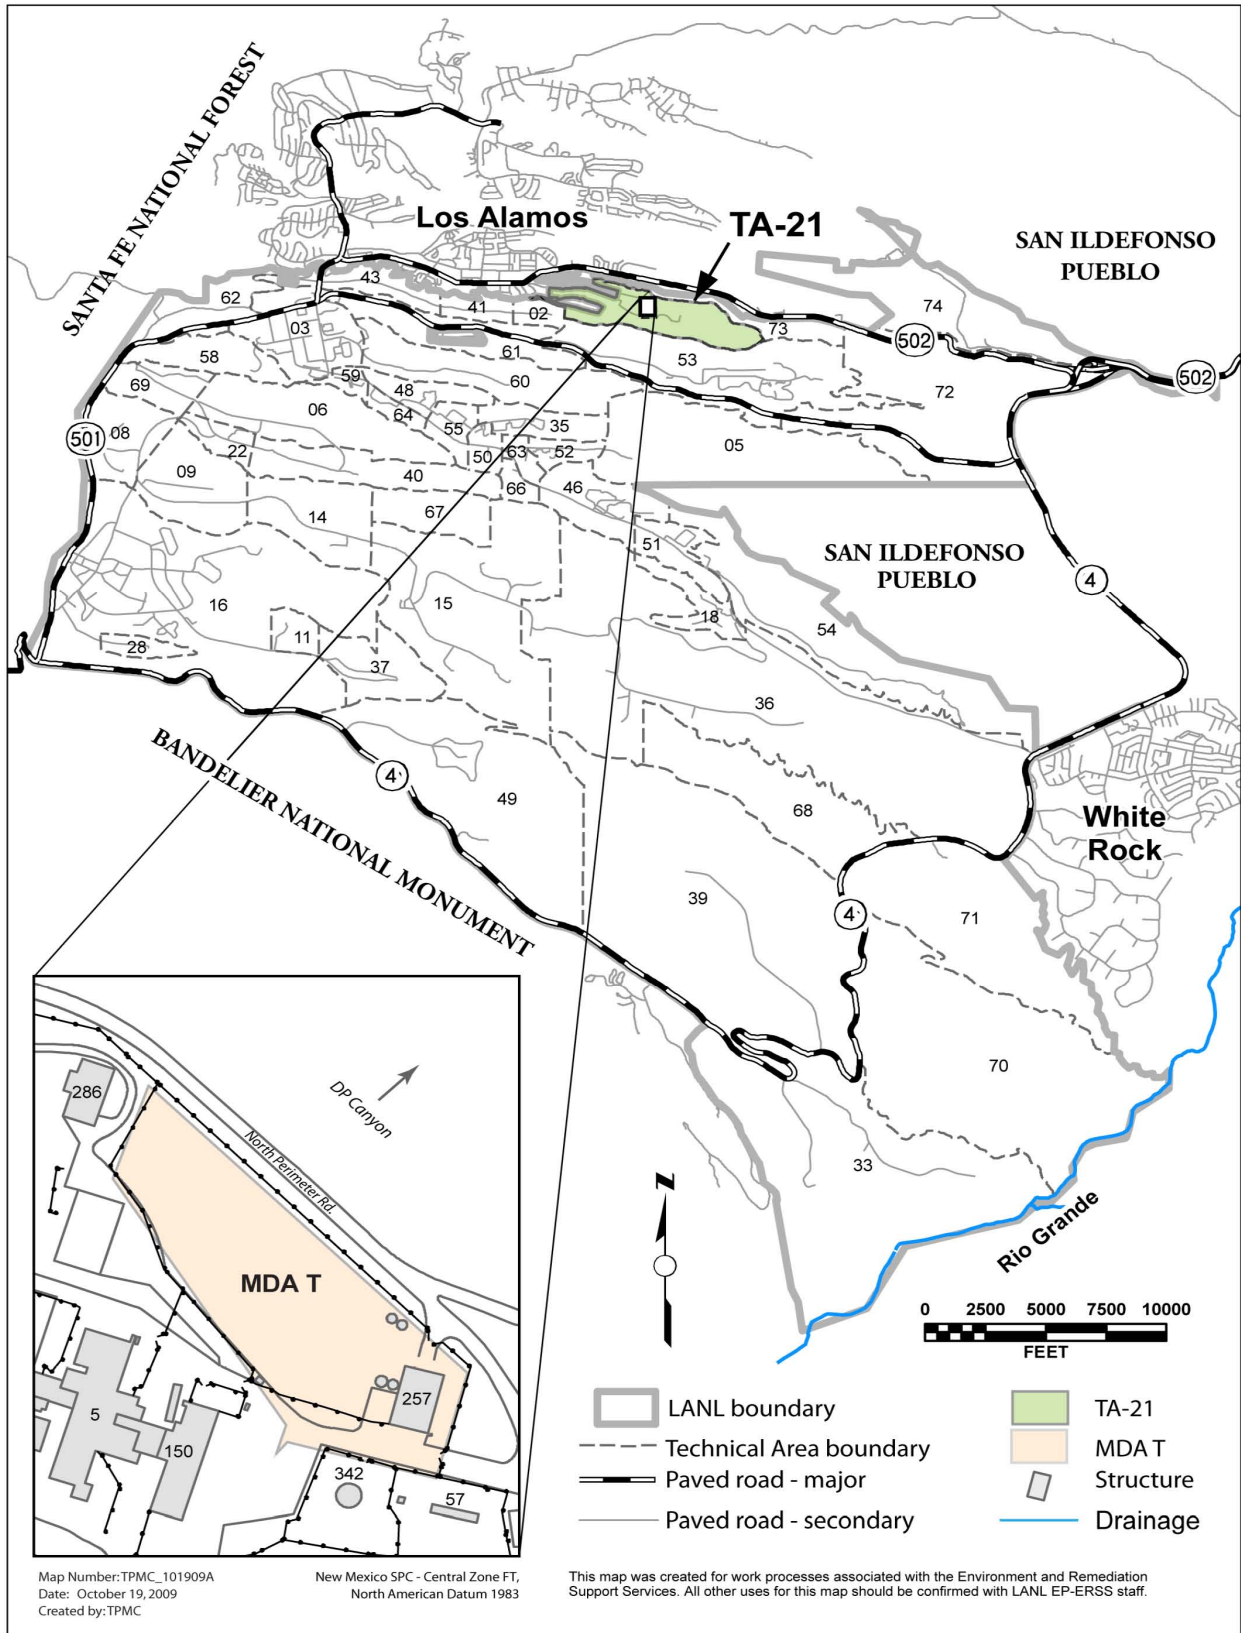 SANTA FE NATIONAL FOREST
Los Alamos
TA-21
SAN ILDEFONSO
PUEBLO
43
62
41
02
74
03
73
502
53
61
58
502
59
60
69
48
72
06
64
55
35
08
501
05
22
50
63
52
09
40
46
66
67
14
51
SAN ILDEFONSO
PUEBLO
4
16
15
18
54
11
28
37
36
BANDELIER NATIONAL MONUMENT
4
49
68
White
Rock
39
4
71
70
33
Rio Grande
N
286
DP Canyon
North Perimeter Rd.
MDA T
257
5
150
342
57
0 2500 5000 7500 10000
FEET
LANL boundary
Technical Area boundary
Paved road - major
Paved road - secondary
TA-21
MDA T
Structure
Drainage
Map Number: TPMC_101909A
Date: October 19, 2009
Created by: TPMC
New Mexico SPC - Central Zone FT,
North American Datum 1983
This map was created for work processes associated with the Environment and Remediation
Support Services. All other uses for this map should be confirmed with LANL EP-ERSS staff.